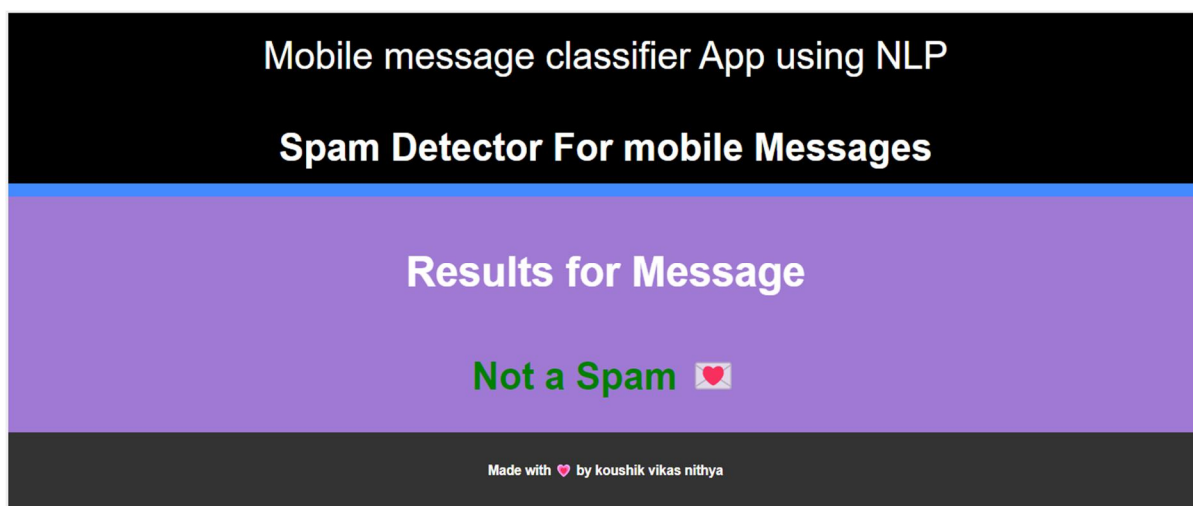 Mobile message classifier App using NLP
Spam Detector For mobile Messages
Results for Message
Not a Spam 💌
Made with 💗 by koushik vikas nithya